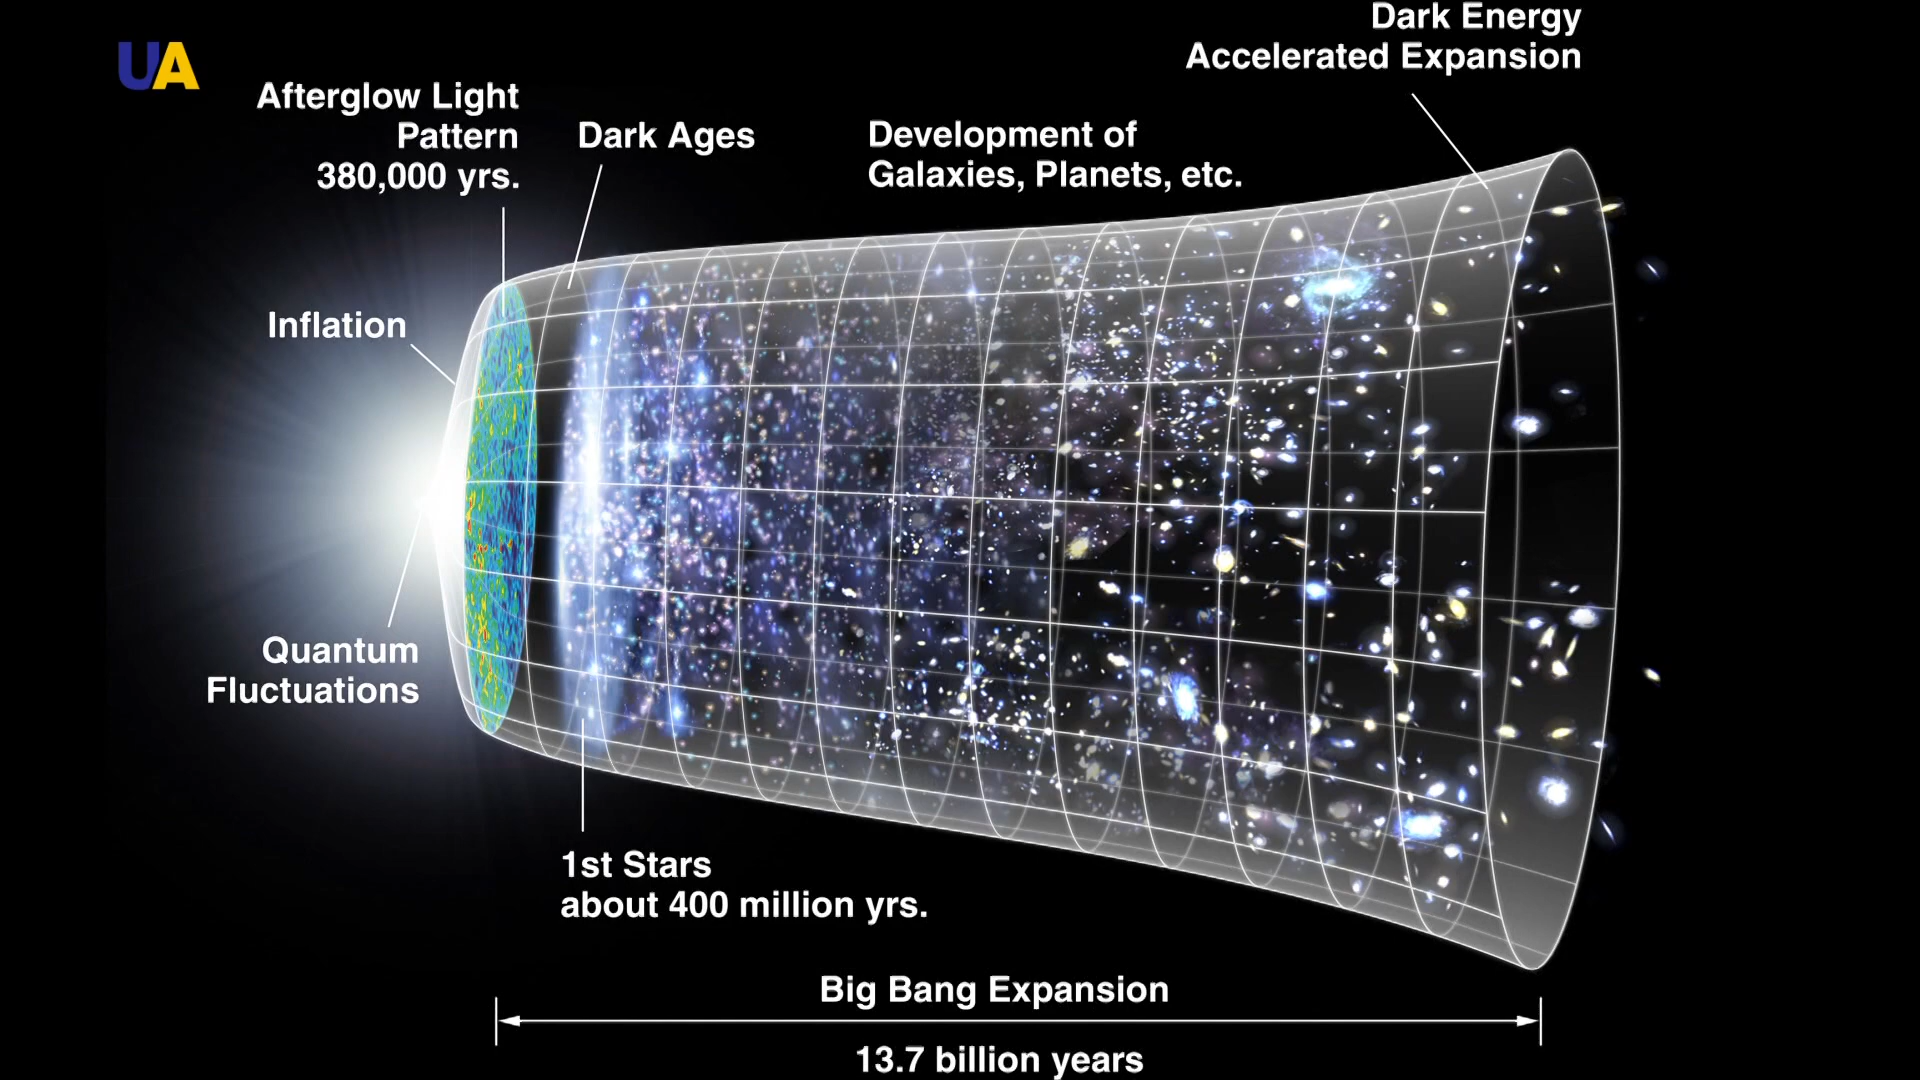 UA
Dark Energy
Accelerated Expansion
Afterglow Light
Pattern
380,000 yrs.
Dark Ages
Development of
Galaxies, Planets, etc.
Inflation
Quantum
Fluctuations
1st Stars
about 400 million yrs.
Big Bang Expansion
13.7 billion years